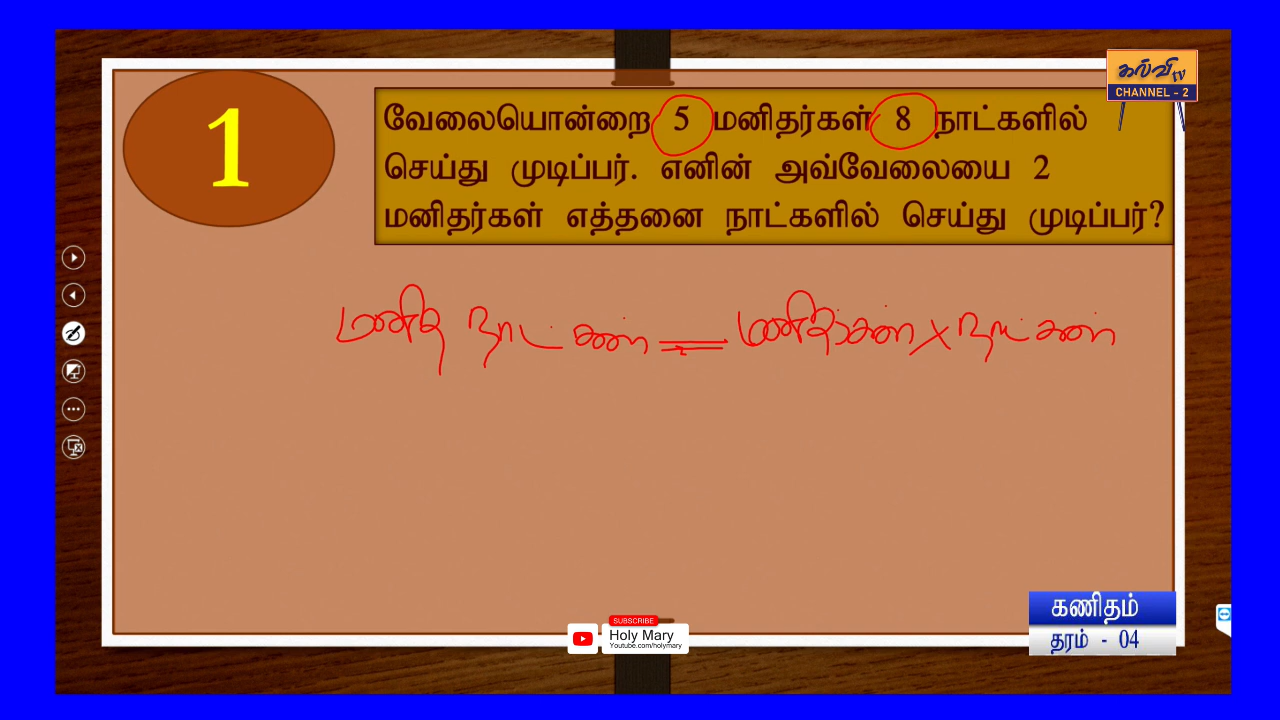 கல்வி tv
CHANNEL - 2
1
வேலையொன்றை 5 மனிதர்கள் 8 நாட்களில்
செய்து முடிப்பர். எனின் அவ்வேலையை 2
மனிதர்கள் எத்தனை நாட்களில் செய்து முடிப்பர்?
மனித நாட்கள் = மனிதர்கள் x நாட்கள்
கணிதம்
தரம் - 04
SUBSCRIBE
Holy Mary
Youtube.com/holymary